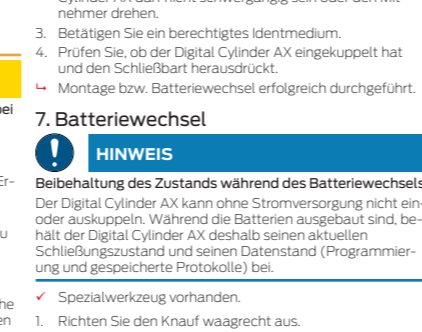 Cylinder AX darf nicht schwergängig sein oder den Mit-
nehmer drehen.
3. Betätigen Sie ein berechtigtes Identmedium.
4. Prüfen Sie, ob der Digital Cylinder AX eingekuppelt hat
und den Schließbart herausdrückt.
↳ Montage bzw. Batteriewechsel erfolgreich durchgeführt.
7. Batteriewechsel
HINWEIS
Beibehaltung des Zustands während des Batteriewechsels
Der Digital Cylinder AX kann ohne Stromversorgung nicht ein-
oder auskuppeln. Während die Batterien ausgebaut sind, be-
hält der Digital Cylinder AX deshalb seinen aktuellen
Schließungszustand und seinen Datenstand (Programmier-
ung und gespeicherte Protokolle) bei.
✓ Spezialwerkzeug vorhanden.
1. Richten Sie den Knauf waagrecht aus.